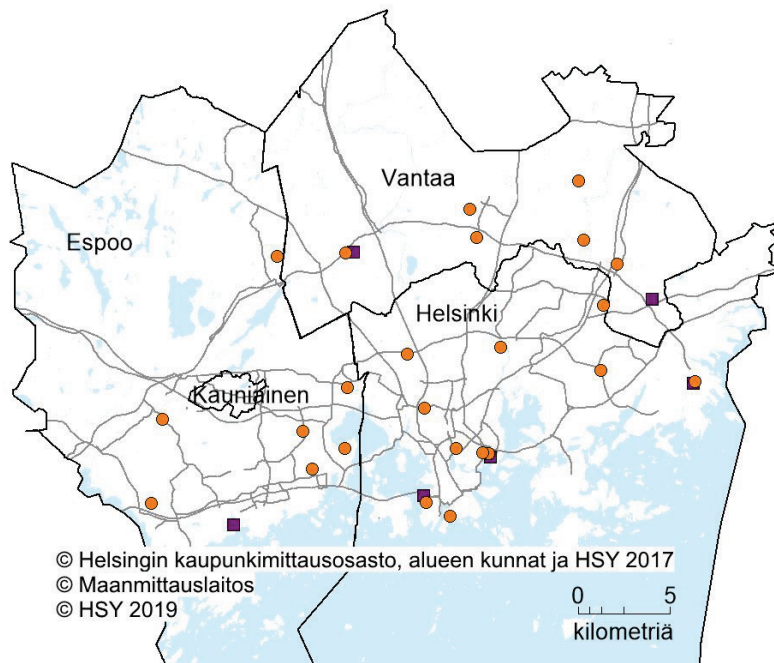 Vantaa
Espoo
Helsinki
Kauniainen
© Helsingin kaupunkimittausosasto, alueen kunnat ja HSY 2017
© Maanmittauslaitos
© HSY 2019
0 5
kilometriä